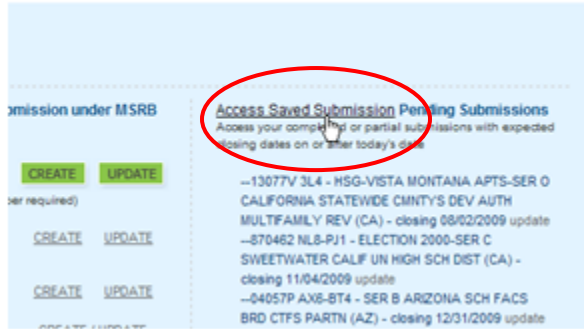 omission under MSRB
CREATE UPDATE
per required)
CREATE UPDATE
CREATE UPDATE
CREATE / UPDATE
Access Saved Submission Pending Submissions
Access your completed or partial submissions with expected
closing dates on or after today's date
--13077V 3L4 - HSG-VISTA MONTANA APTS-SER O
CALIFORNIA STATEWIDE CMNTY'S DEV AUTH
MULTIFAMILY REV (CA) - closing 08/02/2009 update
--870462 NL8-PJ1 - ELECTION 2000-SER C
SWEETWATER CALIF UN HIGH SCH DIST (CA) -
closing 11/04/2009 update
--04057P AX6-BT4 - SER B ARIZONA SCH FACS
BRD CTFS PARTN (AZ) - closing 12/31/2009 update